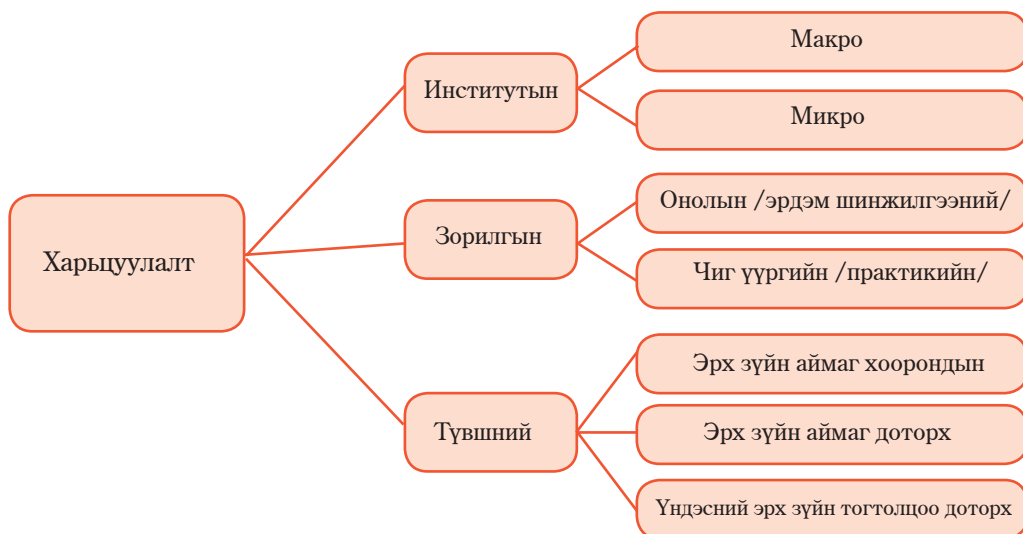 Харьцуулалт
Институтын
Макро
Микро
Зорилгын
Онолын /эрдэм шинжилгээний/
Чиг үүргийн /практикийн/
Түвшний
Эрх зүйн аймаг хоорондын
Эрх зүйн аймаг доторх
Үндэсний эрх зүйн тогтолцоо доторх